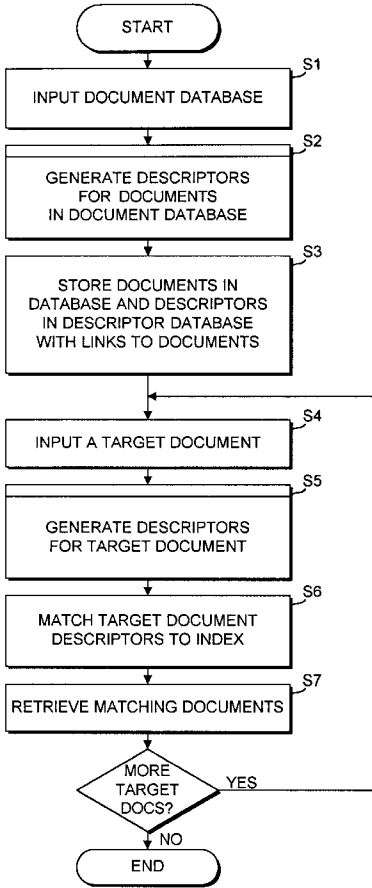 START
S1
INPUT DOCUMENT DATABASE
S2
GENERATE DESCRIPTORS
FOR DOCUMENTS
IN DOCUMENT DATABASE
S3
STORE DOCUMENTS IN
DATABASE AND DESCRIPTORS
IN DESCRIPTOR DATABASE
WITH LINKS TO DOCUMENTS
S4
INPUT A TARGET DOCUMENT
S5
GENERATE DESCRIPTORS
FOR TARGET DOCUMENT
S6
MATCH TARGET DOCUMENT
DESCRIPTORS TO INDEX
S7
RETRIEVE MATCHING DOCUMENTS
MORE
TARGET
DOCS?
YES
NO
END